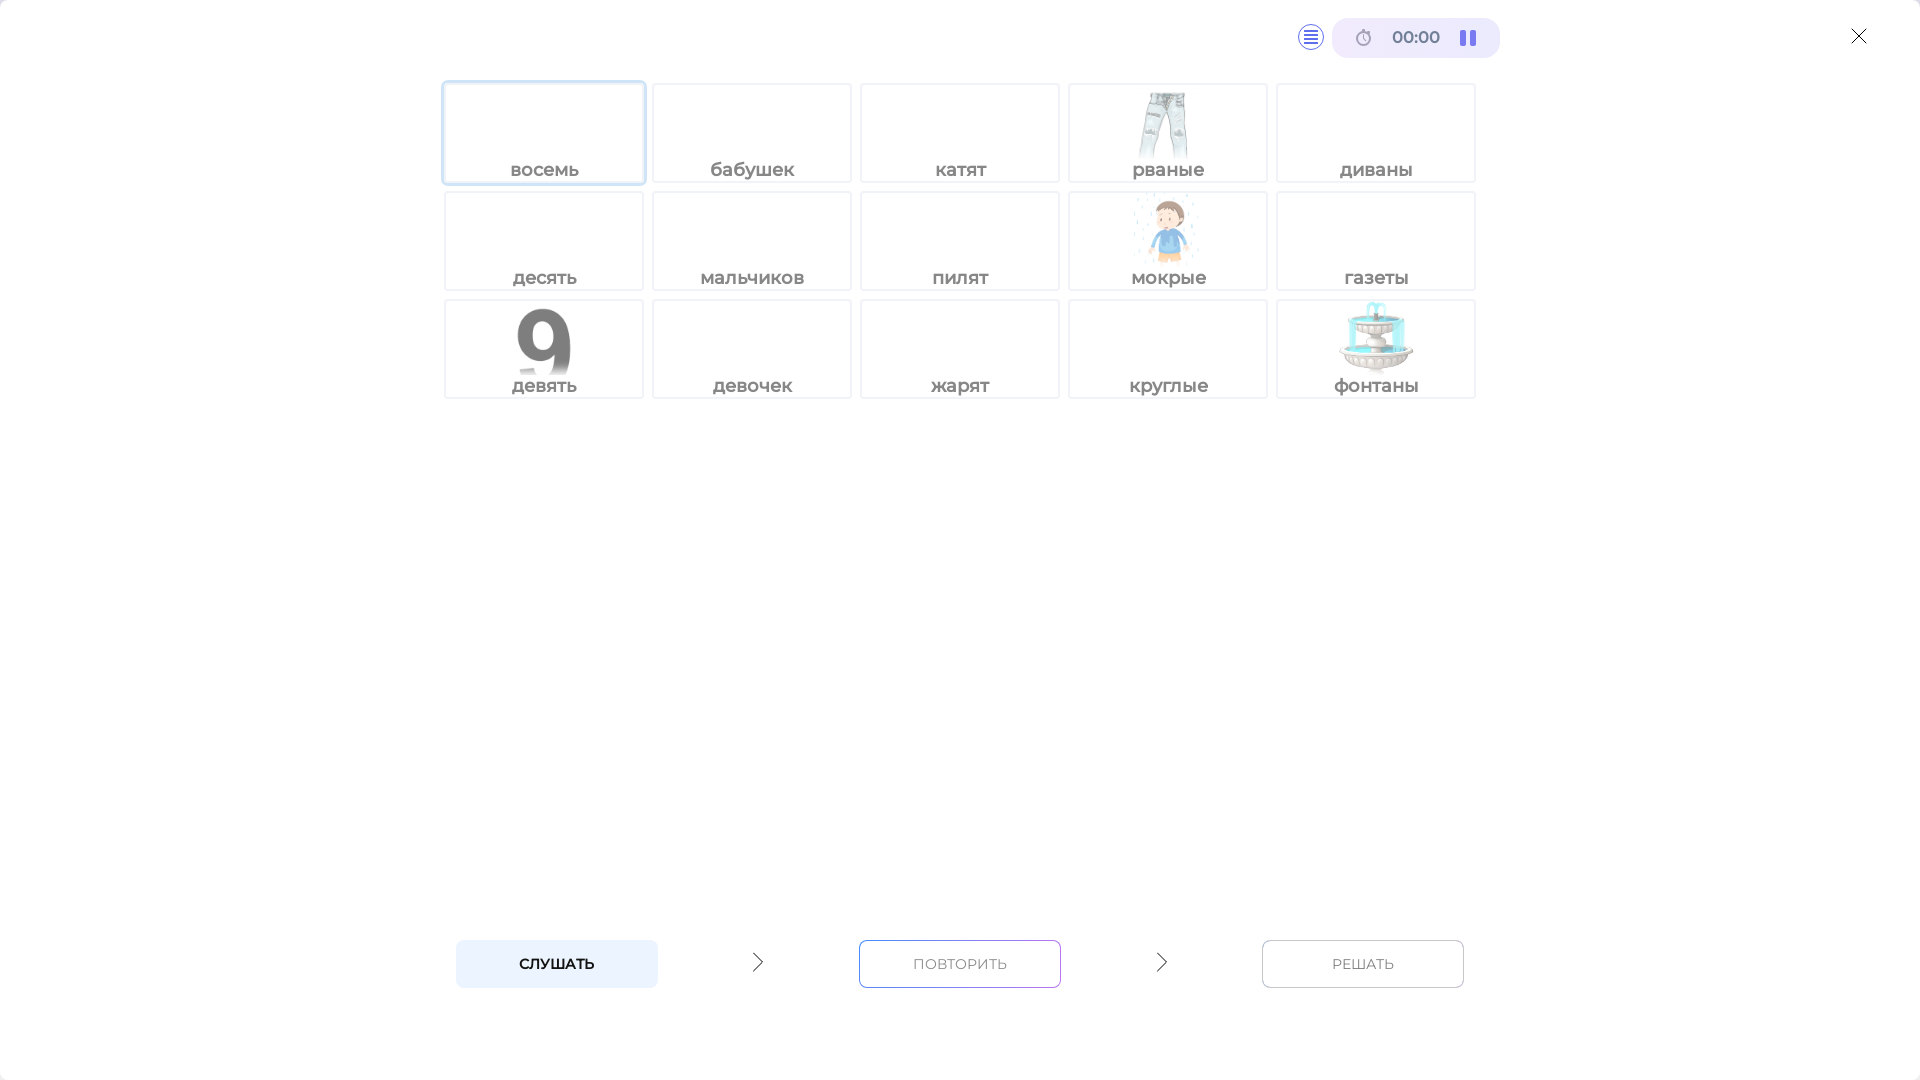 00:00
восемь бабушек катят рваные диваны
десять мальчиков пилят мокрые газеты
9
девять девочек жарят круглые фонтаны
СЛУШАТЬ ПОВТОРИТЬ РЕШАТЬ